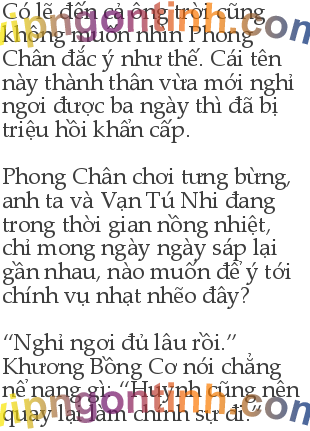 Có lẽ đến cả ông trời cũng
không muốn nhìn Phong
Chân đắc ý như thế. Cái tên
này thành thân vừa mới nghỉ
ngơi được ba ngày thì đã bị
triệu hồi khẩn cấp.
Phong Chân chơi tưng bừng,
anh ta và Vạn Tú Nhi đang
trong thời gian nồng nhiệt,
chỉ mong ngày ngày sáp lại
gần nhau, nào muốn để ý tới
chính vụ nhạt nhẽo đây?
“Nghỉ ngơi đủ lâu rồi.”
Khương Bồng Cơ nói chẳng
nể nang gì: “Huynh cũng nên
quay lại làm chính sự đi.”
vipngontinh.com
vipngontinh.com